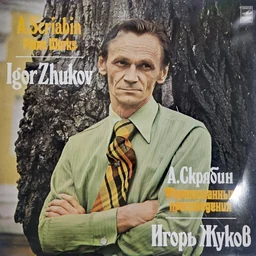 A. Scriabin
Piano Works
Igor Zhukov
А. Скрябин
Фортепианные
произведения
Игорь Жуков